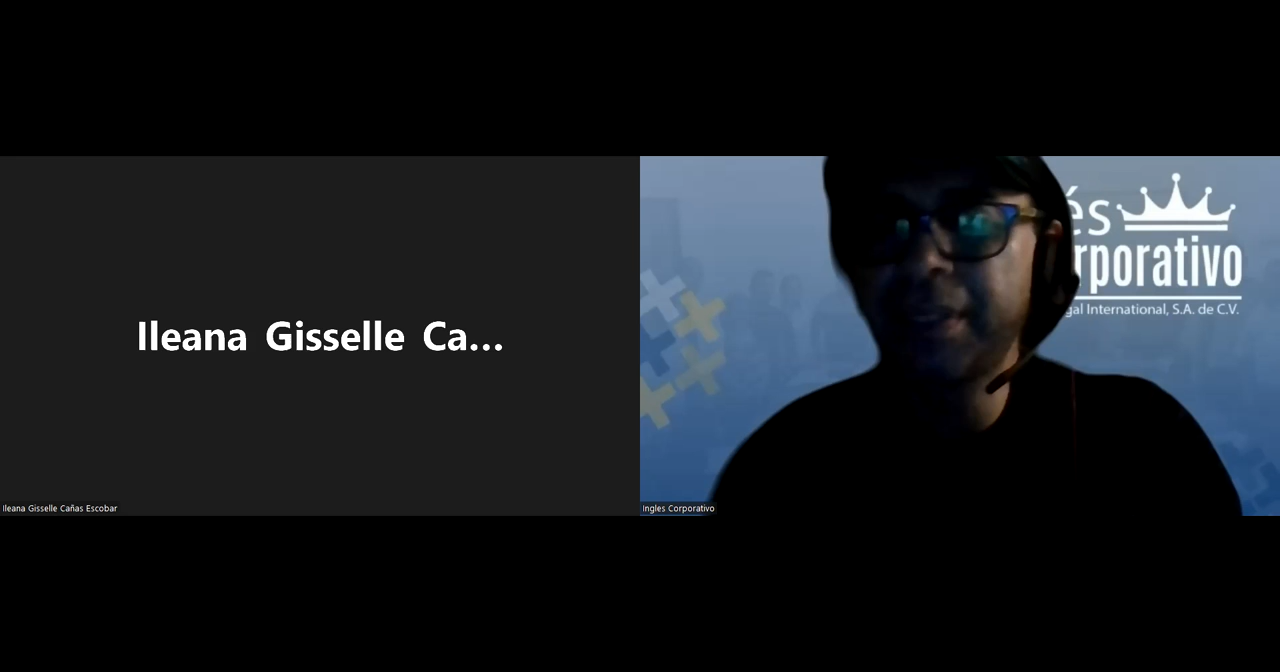 Ileana Gisselle Ca...
Ileana Gisselle Cañas Escobar
és
rporativo
gal International, S.A. de C.V.
Ingles Corporativo